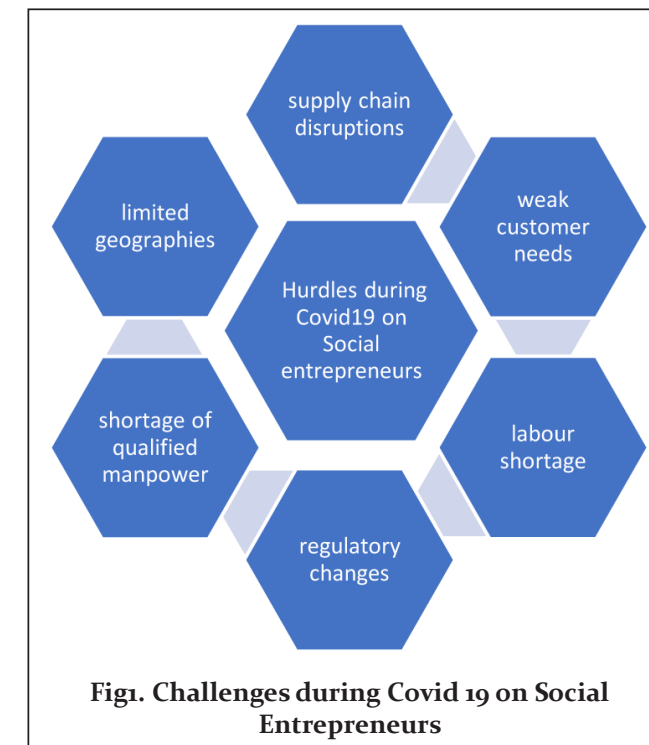 supply chain
disruptions
weak
customer
needs
limited
geographies
Hurdles during
Covid19 on
Social
entrepreneurs
labour
shortage
shortage of
qualified
manpower
regulatory
changes
Fig1. Challenges during Covid 19 on Social
Entrepreneurs